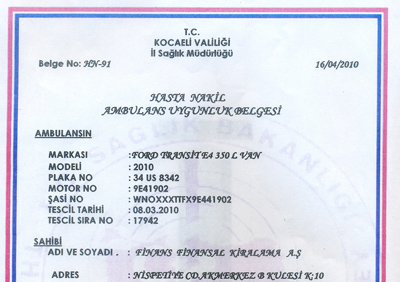 T.C.
KOCAELİ VALİLİĞİ
İl Sağlık Müdürlüğü
Belge No: HN-91 16/04/2010
HASTA NAKİL
AMBULANS UYGUNLUK BELGESİ
AMBULANSIN
MARKASI : FORD TRANSIT E4 350 L VAN
MODELİ : 2010
PLAKA NO : 34 US 8342
MOTOR NO : 9E41902
ŞASİ NO : WNOXXXTTFX9E441902
TESCİL TARİHİ : 08.03.2010
TESCİL SIRA NO : 17942
SAHİBİ
ADI VE SOYADI . : FİNANS FİNANSAL KİRALAMA A.Ş
ADRES : NİSPETİYE CD.AKMERKEZ B KULESİ K:10
SAĞLIK BAKANLIĞI